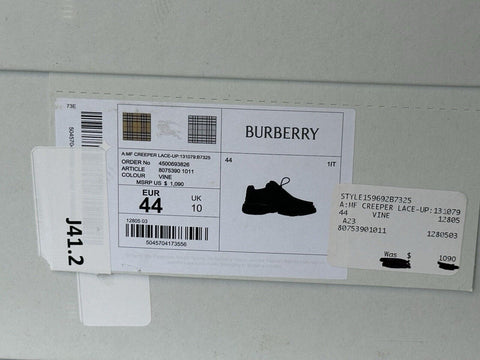 73E
5045704
J41.2
BURBERRY
A:MF CREEPER LACE-UP:131079:B7325
ORDER No 4500693826
ARTICLE 8075390 1011
COLOUR VINE
MSRP US $ 1,090
EUR
44
UK
10
12805 03
5045704173556
44 1/T
STYLE159692B7325
A:MF CREEPER LACE-UP:131079
44 VINE 12805
A23
80753901011 1280503
Was $ 1090